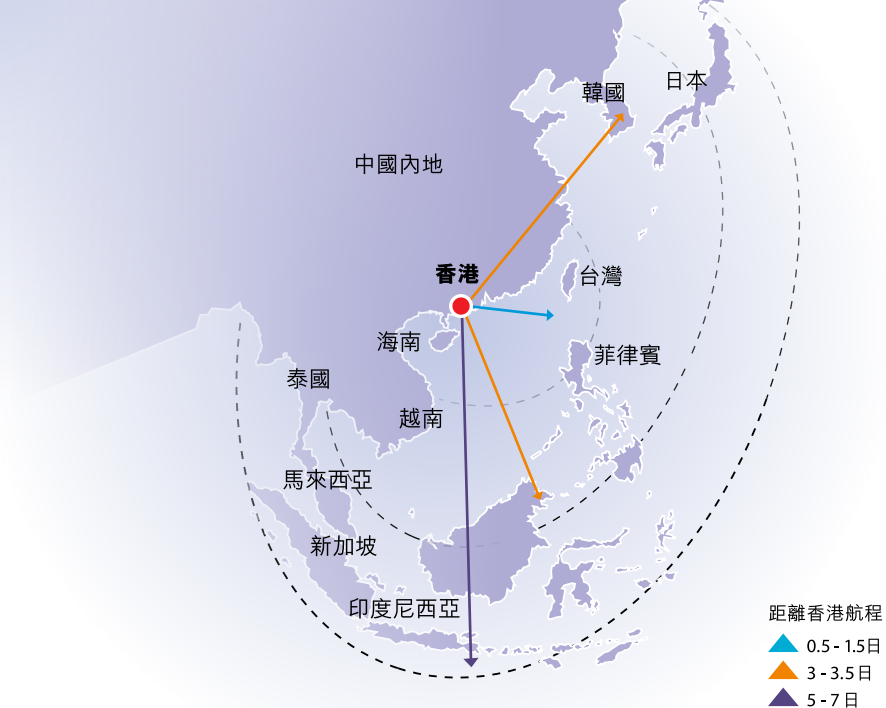 韓國
日本
中國內地
香港
台灣
海南
菲律賓
泰國
越南
馬來西亞
新加坡
印度尼西亞
距離香港航程
0.5 - 1.5日
3 - 3.5日
5 - 7 日